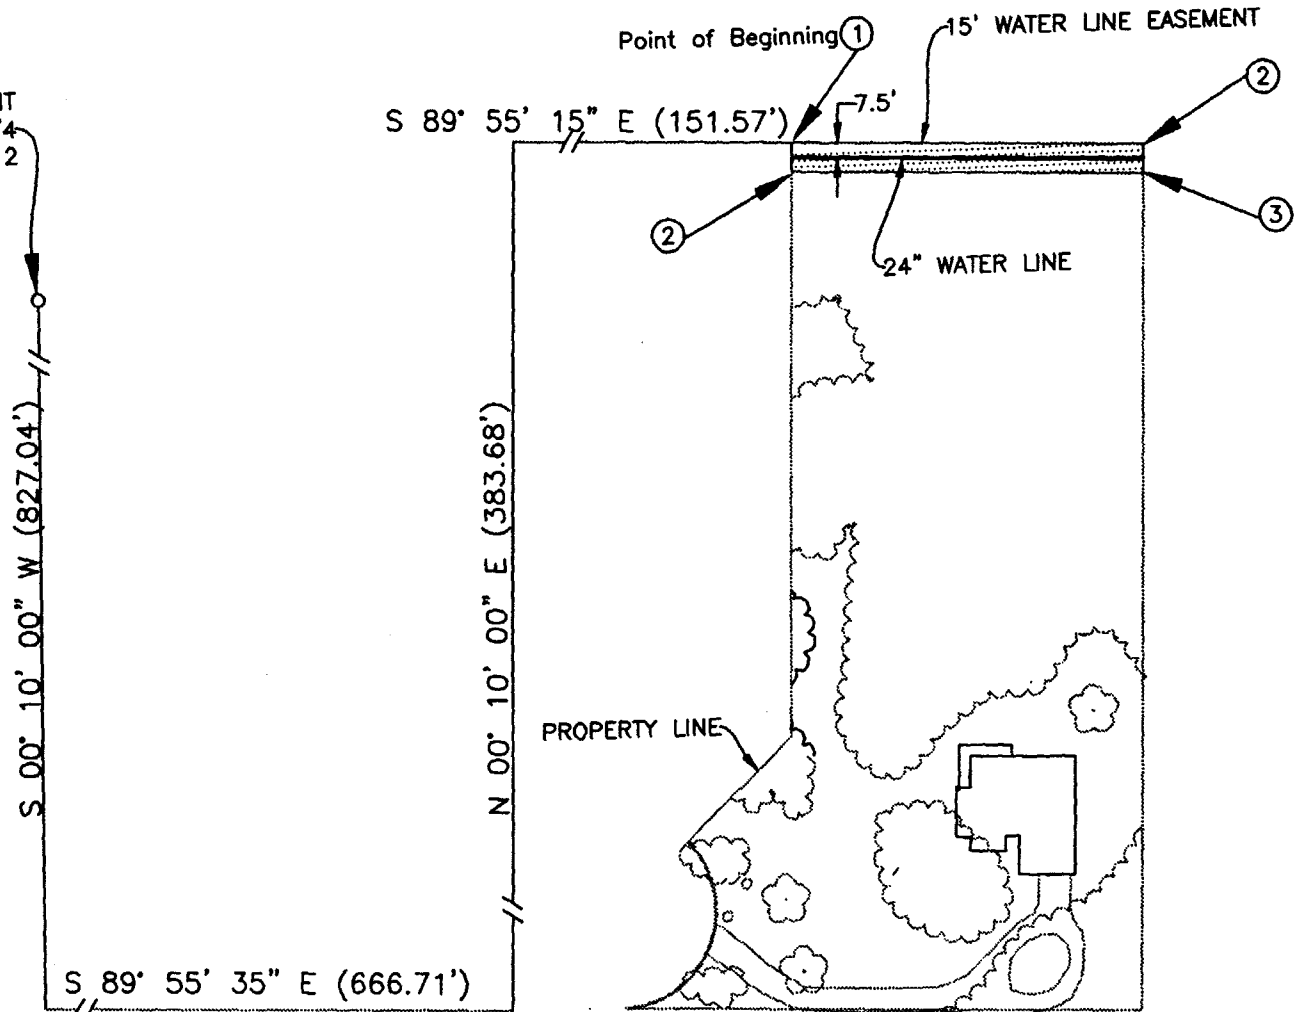 Point of Beginning ①
15' WATER LINE EASEMENT
②
4
2
S 89° 55' 15" E (151.57')
7.5'
②
③
24" WATER LINE
S 00° 10' 00" W (827.04')
N 00° 10' 00" E (383.68')
PROPERTY LINE
S 89° 55' 35" E (666.71')